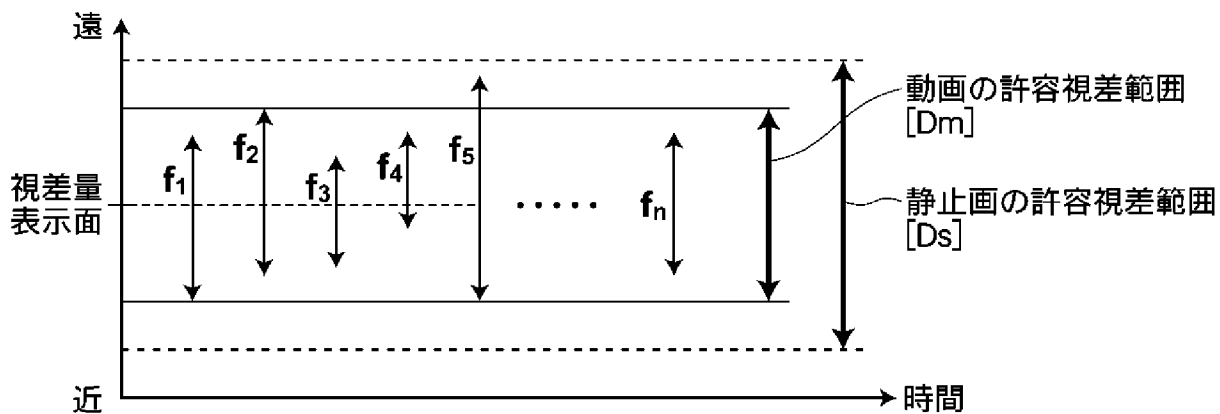 遠
動画の許容視差範囲
[Dm]
f1
f2
f3
f4
f5
視差量
表示面
・・・・・
fn
静止画の許容視差範囲
[Ds]
近
時間